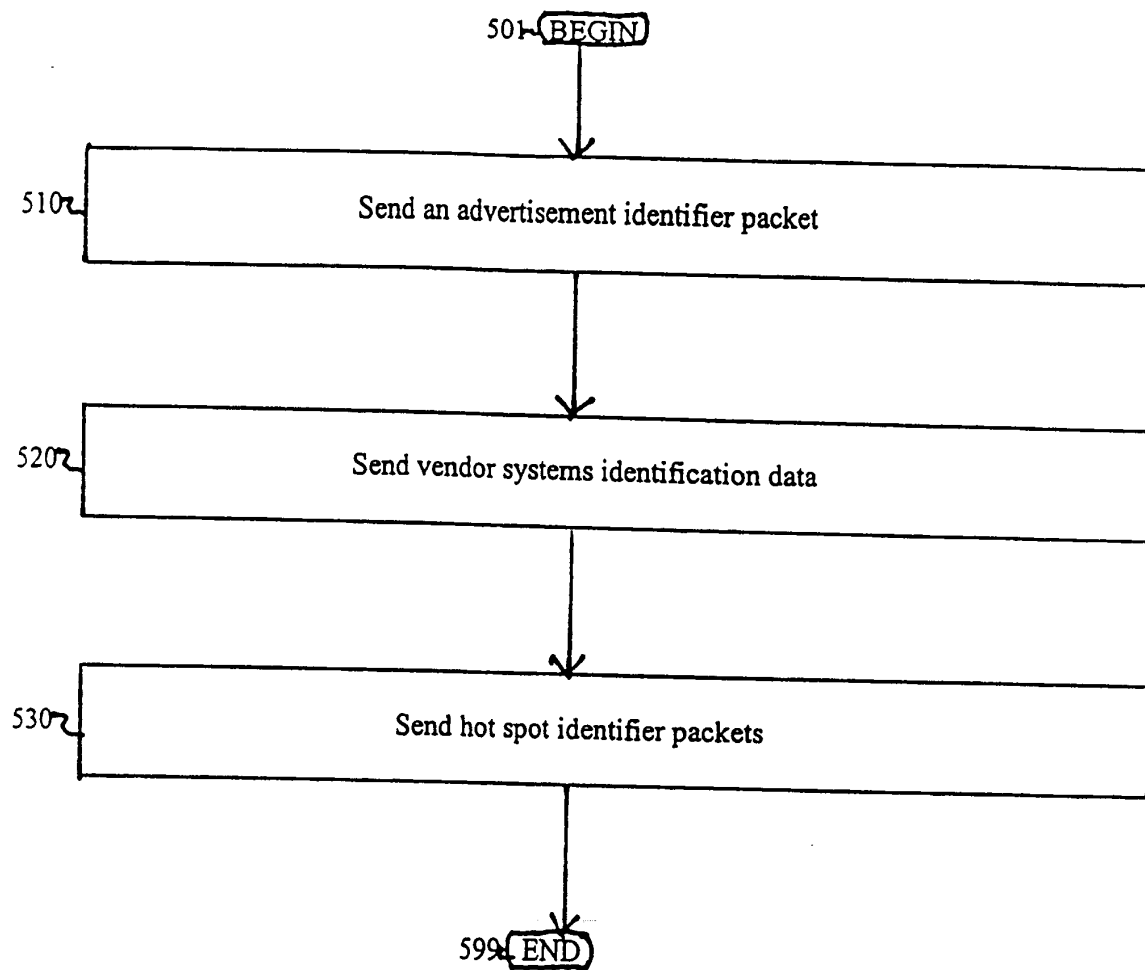 501 BEGIN
510 Send an advertisement identifier packet
520 Send vendor systems identification data
530 Send hot spot identifier packets
599 END